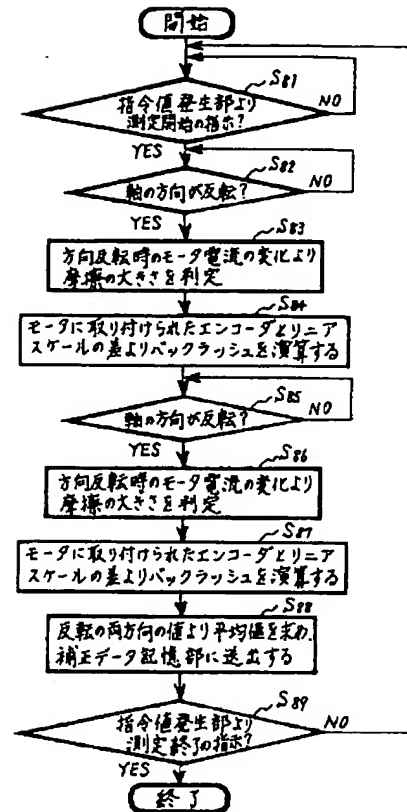 開始
S81
指令値発生部より
測定開始の指示?
NO
YES
S82
軸の方向が反転?
NO
YES
S83
方向反転時のモータ電流の変化より
摩擦の大きさを判定
S84
モータに取り付けられたエンコーダとリニア
スケールの差よりバックラッシュを演算する
S85
軸の方向が反転?
NO
YES
S86
方向反転時のモータ電流の変化より
摩擦の大きさを判定
S87
モータに取り付けられたエンコーダとリニア
スケールの差よりバックラッシュを演算する
S88
反転の両方向の値より平均値を求め、
補正データ記憶部に送出する
S89
指令値発生部より
測定終了の指示?
NO
YES
終了